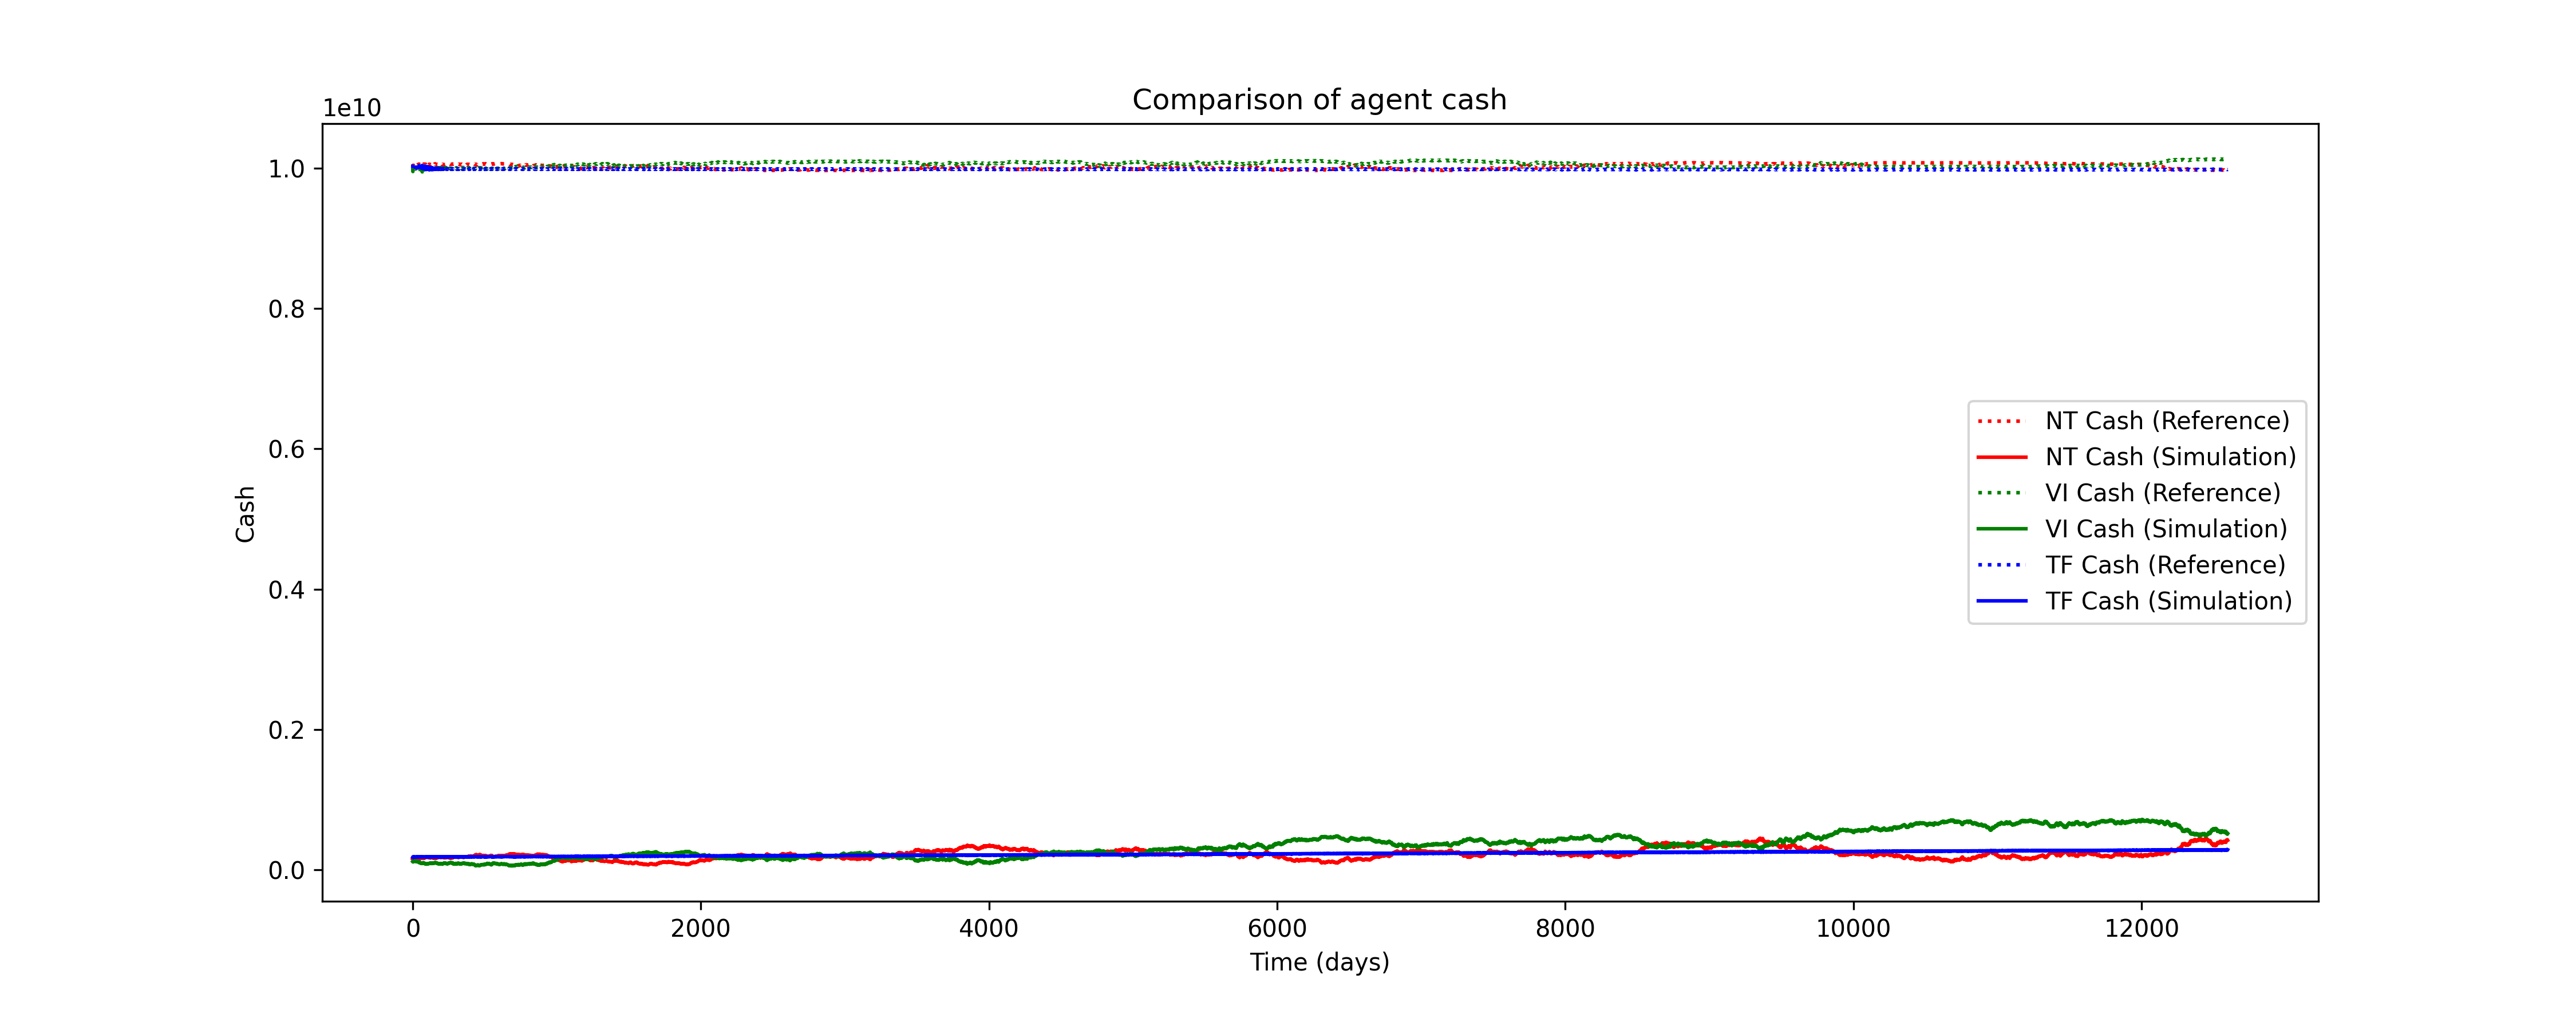 Comparison of agent cash
1e10
1.0
0.8
0.6
0.4
0.2
0.0
Cash
NT Cash (Reference)
NT Cash (Simulation)
VI Cash (Reference)
VI Cash (Simulation)
TF Cash (Reference)
TF Cash (Simulation)
0 2000 4000 6000 8000 10000 12000
Time (days)